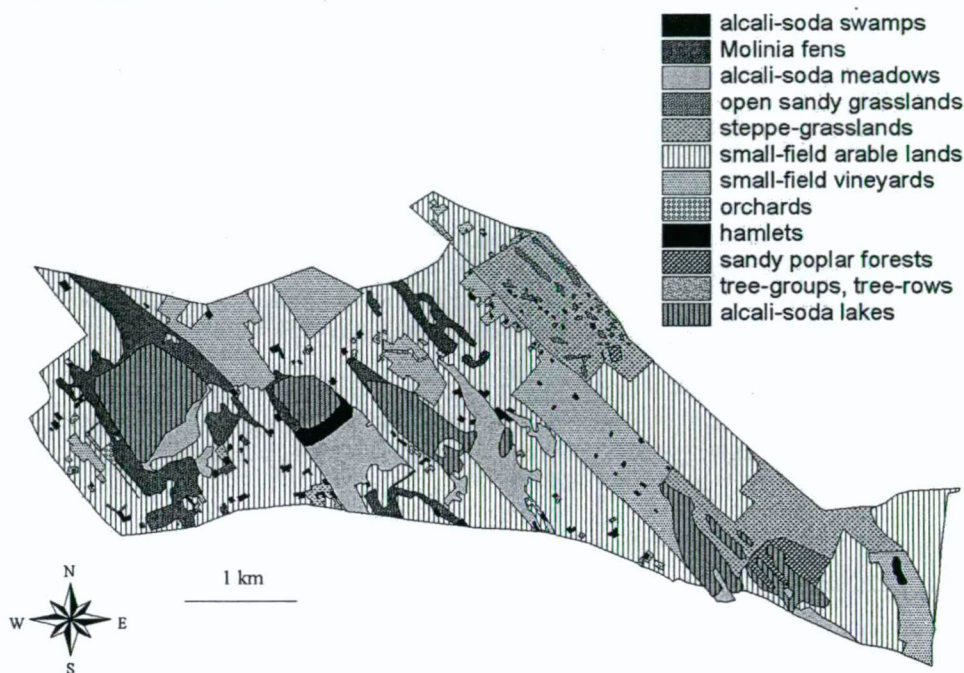 alcali-soda swamps
Molinia fens
alcali-soda meadows
open sandy grasslands
steppe-grasslands
small-field arable lands
small-field vineyards
orchards
hamlets
sandy poplar forests
tree-groups, tree-rows
alcali-soda lakes
1 km
N
W E
S